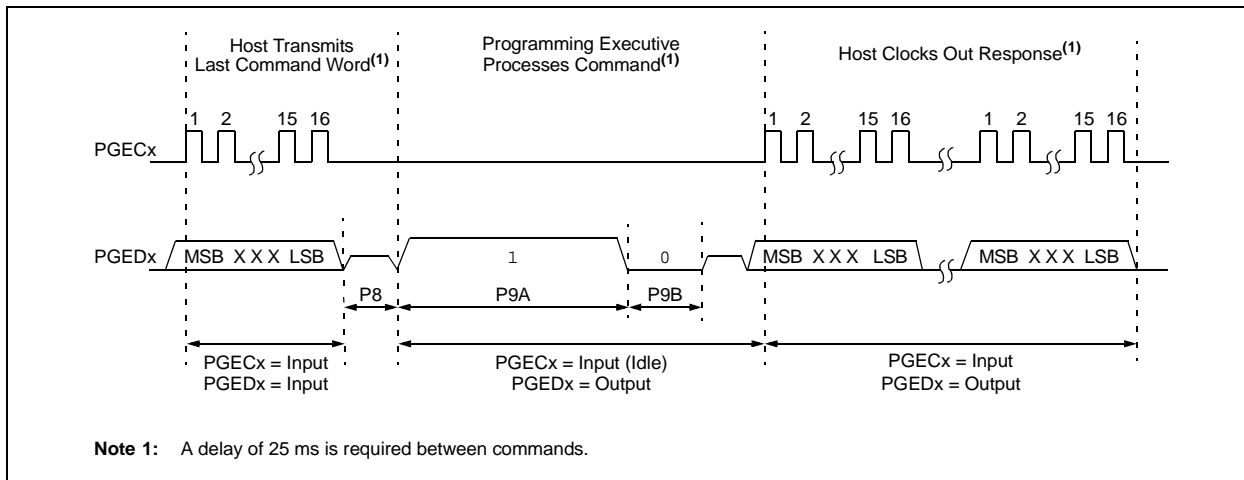 Host Transmits
Last Command Word(1)
Programming Executive
Processes Command(1)
Host Clocks Out Response(1)
1 2 15 16 1 2 15 16 1 2 15 16
PGECx
PGEDx MSB X X X LSB 1 0 MSB X X X LSB MSB X X X LSB
P8 P9A P9B
PGECx = Input
PGEDx = Input
PGECx = Input (Idle)
PGEDx = Output
PGECx = Input
PGEDx = Output
Note 1: A delay of 25 ms is required between commands.